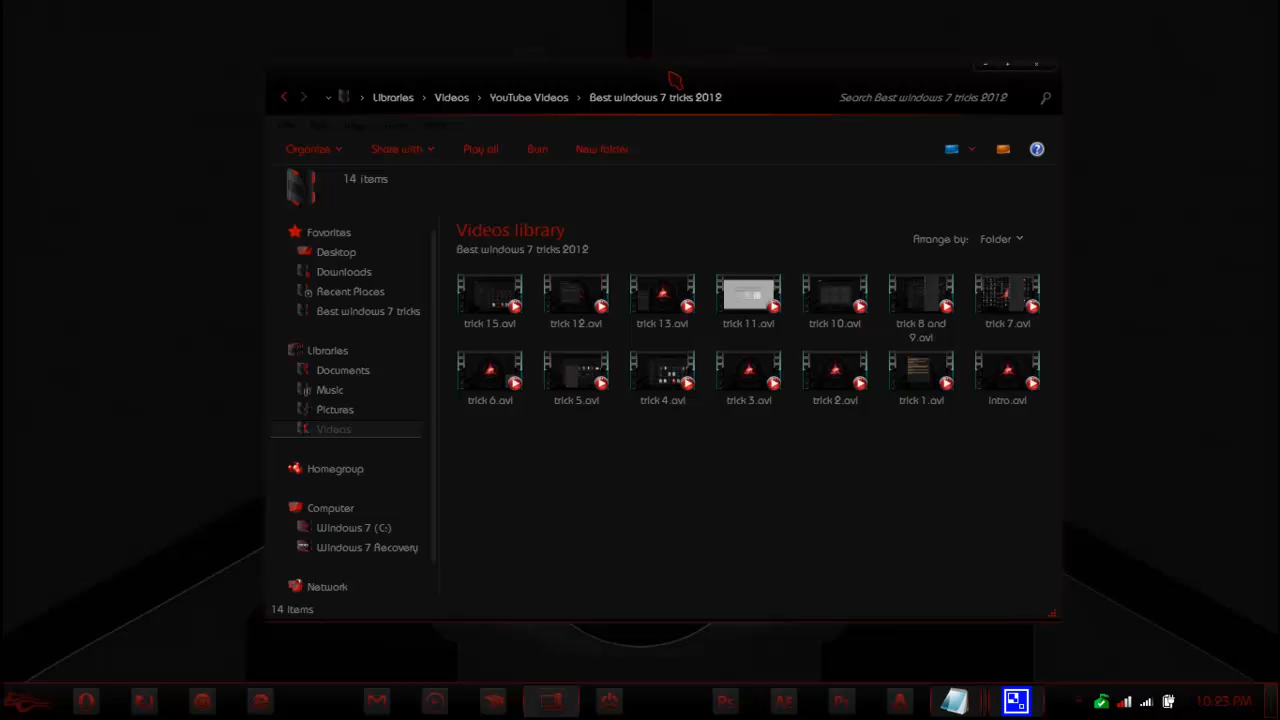 Libraries › Videos › YouTube Videos › Best windows 7 tricks 2012
Search Best windows 7 tricks 2012
Organize
Share with
Play all
Burn
New folder
14 items
Favorites
Desktop
Downloads
Recent Places
Best windows 7 tricks
Libraries
Documents
Music
Pictures
Videos
Homegroup
Computer
Windows 7 (C:)
Windows 7 Recovery
Network
Videos library
Best windows 7 tricks 2012
Arrange by: Folder
trick 15.avi
trick 12.avi
trick 13.avi
trick 11.avi
trick 10.avi
trick 8 and
9.avi
trick 7.avi
trick 6.avi
trick 5.avi
trick 4.avi
trick 3.avi
trick 2.avi
trick 1.avi
intro.avi
14 items
Ps
AE
Pr
10:23 PM